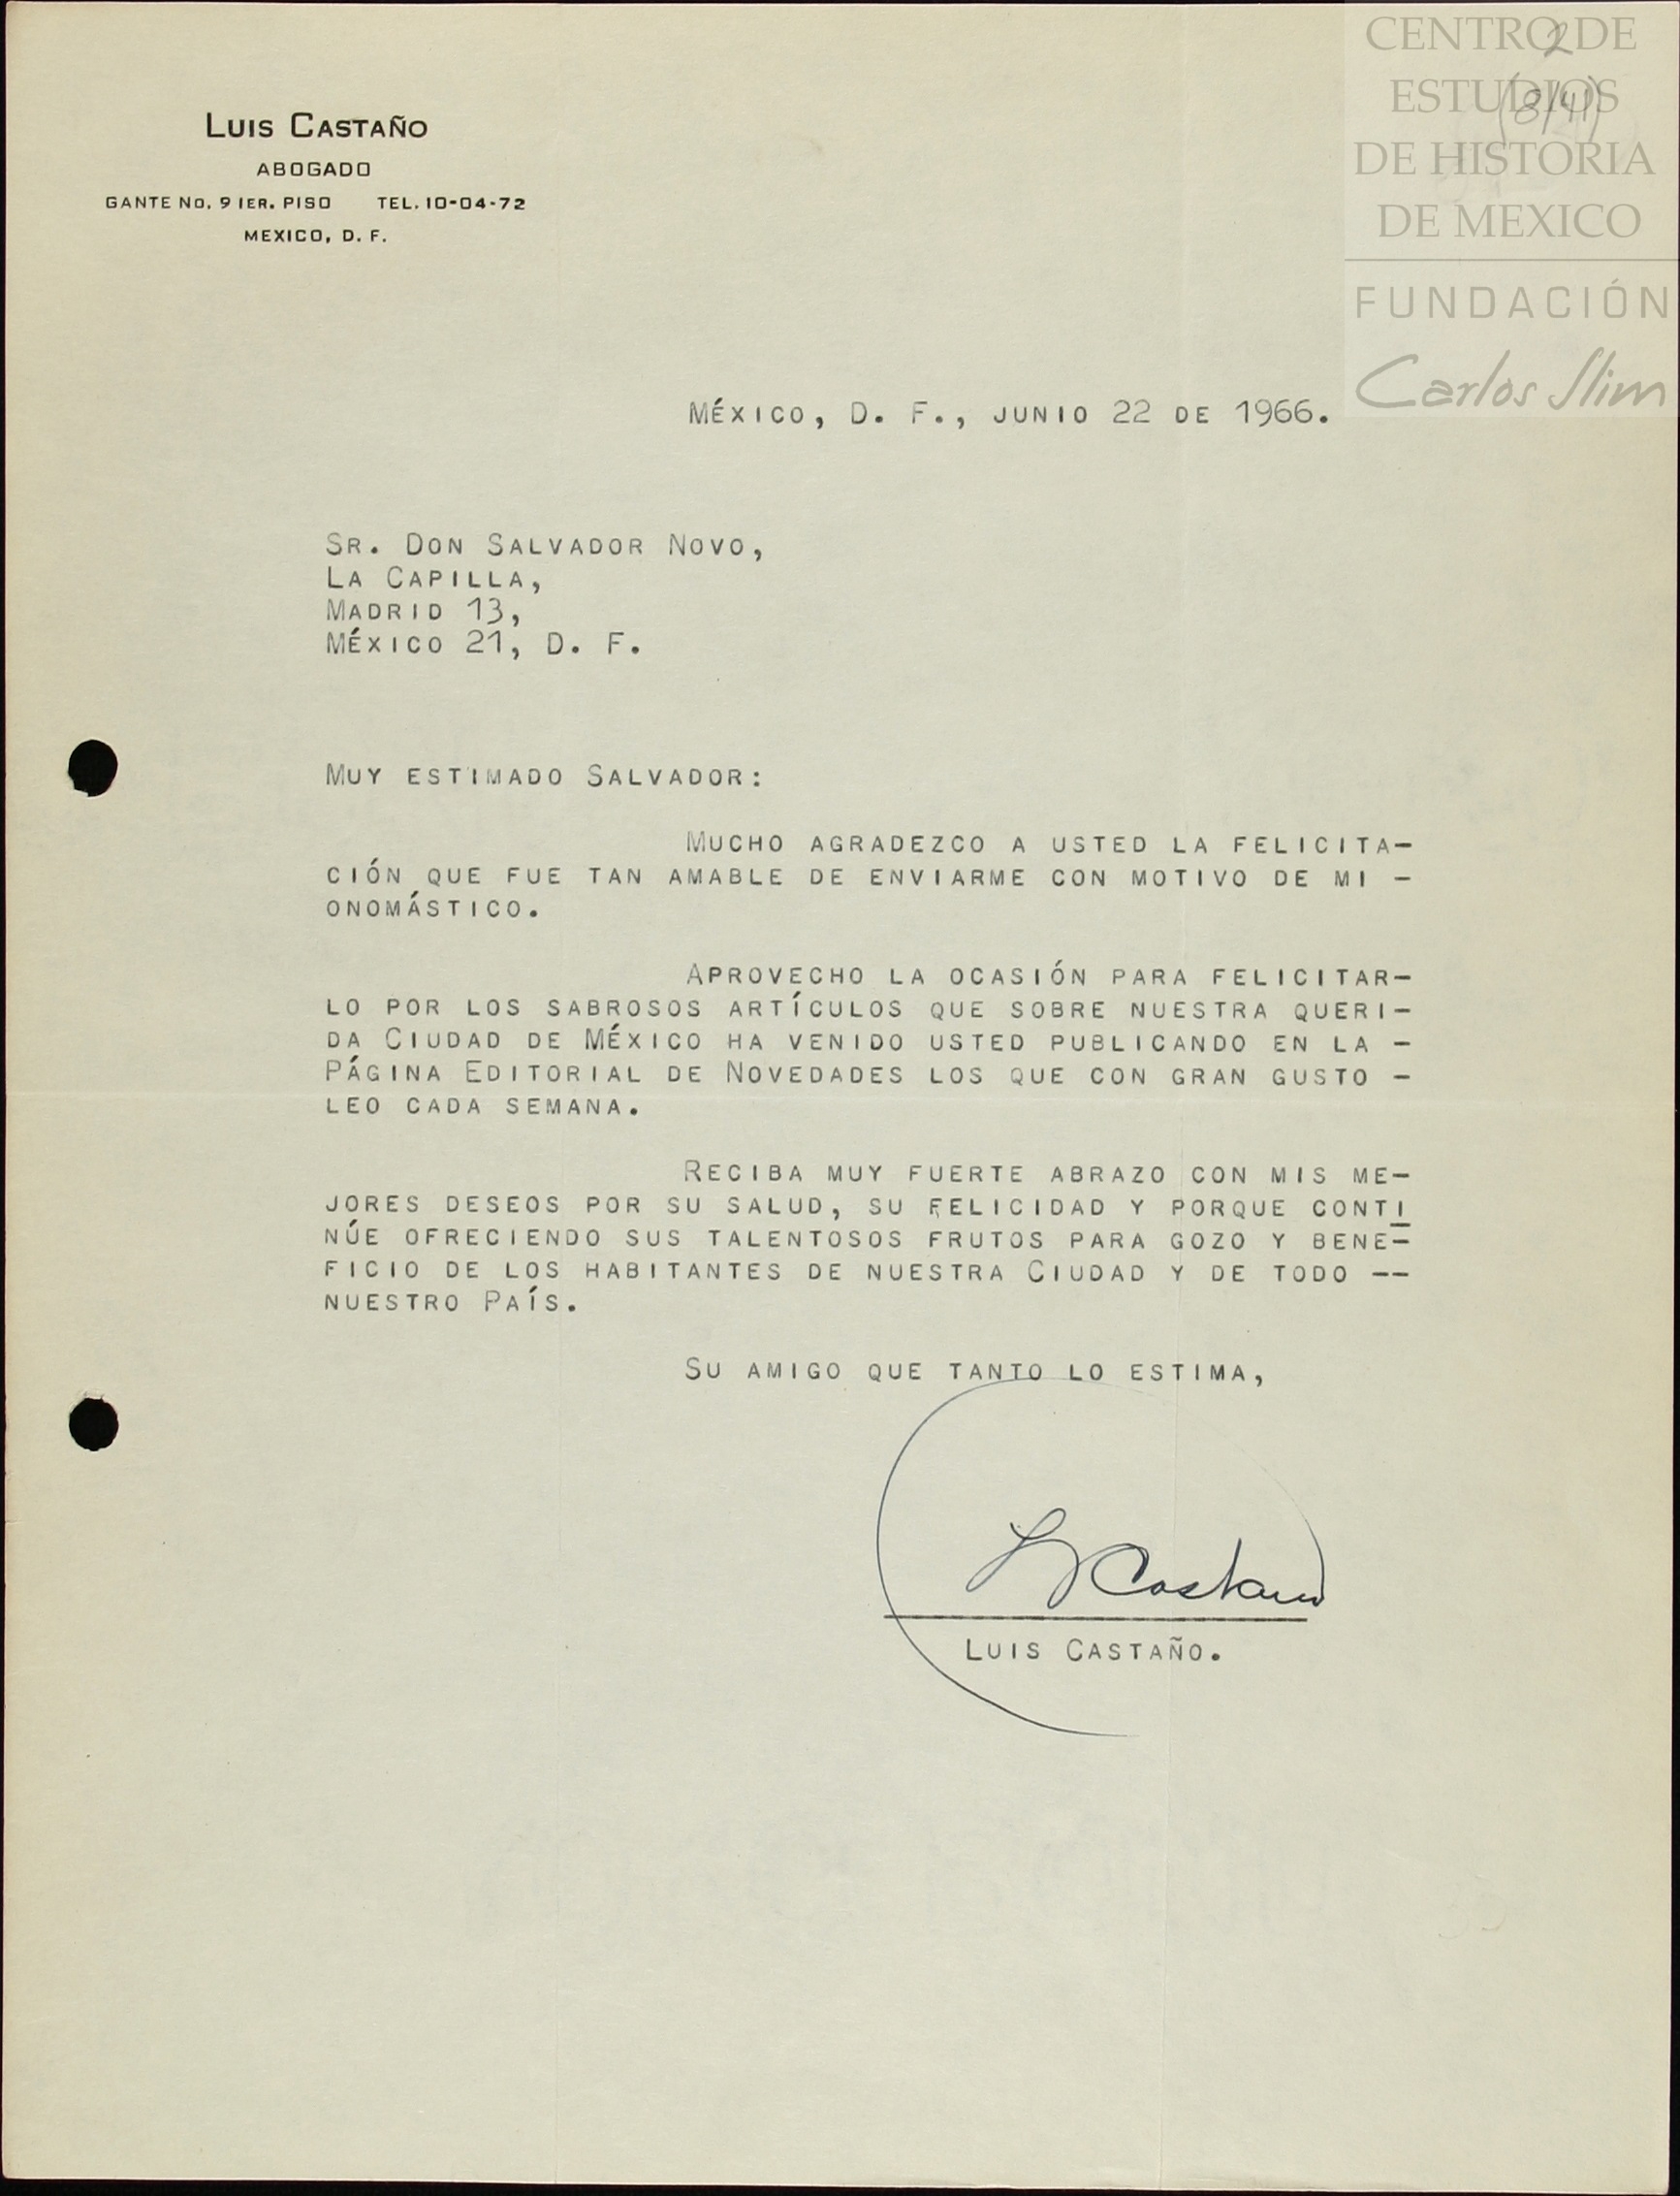 CENTRO DE
ESTUDIOS
DE HISTORIA
DE MEXICO
FUNDACIÓN
Carlos Slim
2
(8/41)
LUIS CASTAÑO
ABOGADO
GANTE No. 9 1ER. PISO TEL. 10-04-72
MEXICO, D. F.
MÉXICO, D. F., JUNIO 22 DE 1966.
SR. DON SALVADOR NOVO,
LA CAPILLA,
MADRID 13,
MÉXICO 21, D. F.
MUY ESTIMADO SALVADOR:
MUCHO AGRADEZCO A USTED LA FELICITA-
CIÓN QUE FUE TAN AMABLE DE ENVIARME CON MOTIVO DE MI -
ONOMÁSTICO.
APROVECHO LA OCASIÓN PARA FELICITAR-
LO POR LOS SABROSOS ARTÍCULOS QUE SOBRE NUESTRA QUERI-
DA CIUDAD DE MÉXICO HA VENIDO USTED PUBLICANDO EN LA -
PÁGINA EDITORIAL DE NOVEDADES LOS QUE CON GRAN GUSTO -
LEO CADA SEMANA.
RECIBA MUY FUERTE ABRAZO CON MIS ME-
JORES DESEOS POR SU SALUD, SU FELICIDAD Y PORQUE CONTI
NÚE OFRECIENDO SUS TALENTOSOS FRUTOS PARA GOZO Y BENE-
FICIO DE LOS HABITANTES DE NUESTRA CIUDAD Y DE TODO --
NUESTRO PAÍS.
SU AMIGO QUE TANTO LO ESTIMA,
L Castano
LUIS CASTAÑO.